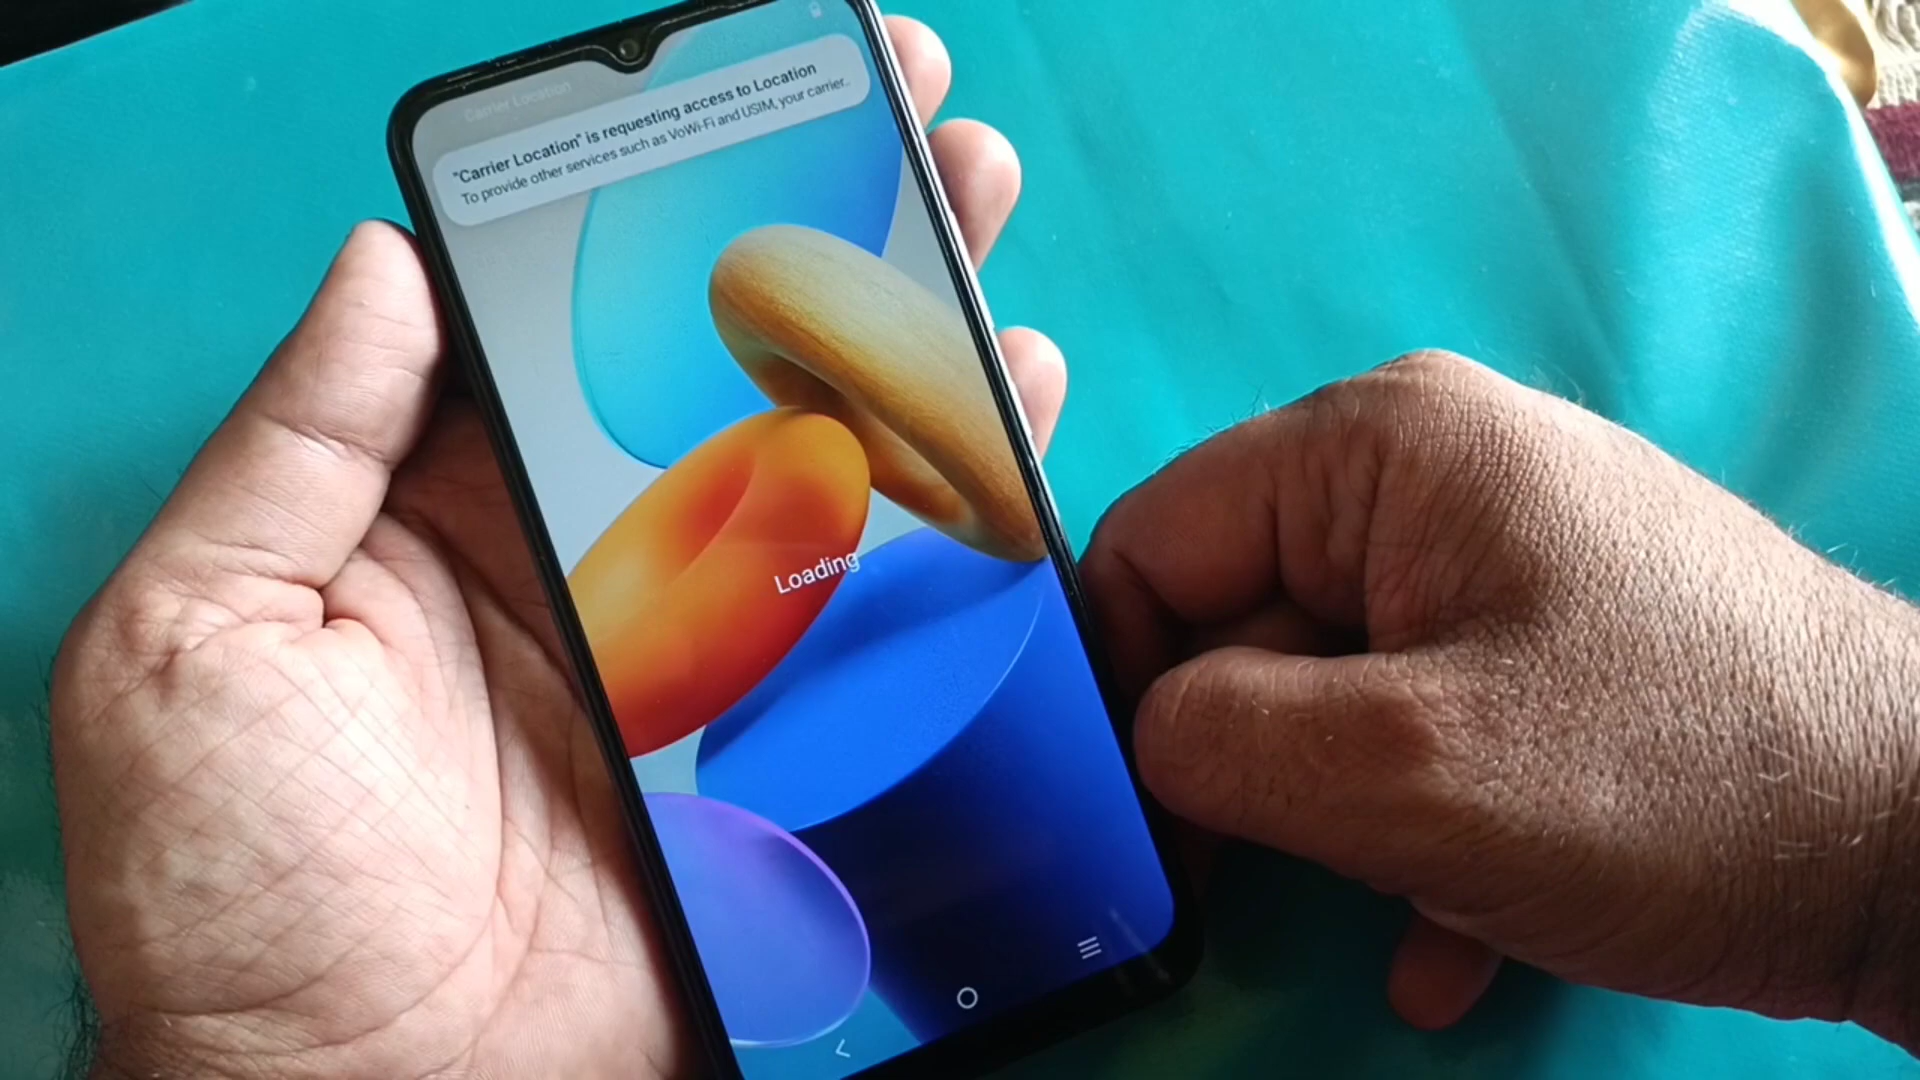 Carrier Location
"Carrier Location" is requesting access to Location
To provide other services such as VoWi-Fi and USIM, your carrier..
Loading